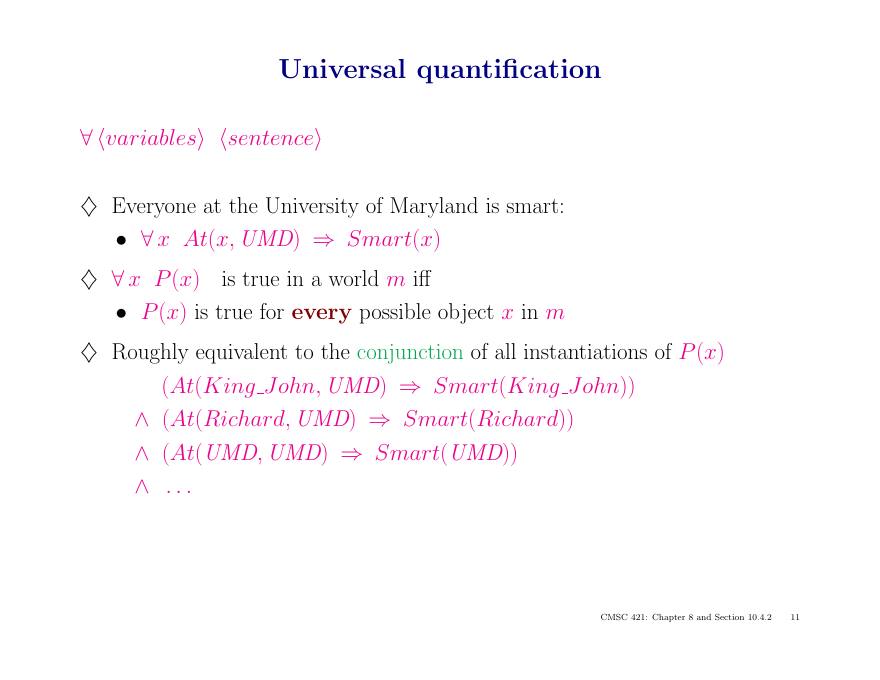 Universal quantification
∀ ⟨variables⟩ ⟨sentence⟩
♢ Everyone at the University of Maryland is smart:
• ∀ x At(x, UMD) ⇒ Smart(x)
♢ ∀ x P(x) is true in a world m iff
• P(x) is true for every possible object x in m
♢ Roughly equivalent to the conjunction of all instantiations of P(x)
(At(King_John, UMD) ⇒ Smart(King_John))
∧ (At(Richard, UMD) ⇒ Smart(Richard))
∧ (At(UMD, UMD) ⇒ Smart(UMD))
∧ . . .
CMSC 421: Chapter 8 and Section 10.4.2 11